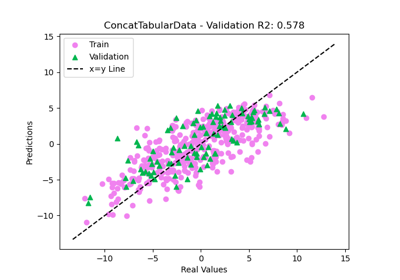 ConcatTabularData - Validation R2: 0.578
Train
Validation
x=y Line
Predictions
15
10
5
0
−5
−10
−10
−5
0
5
10
15
Real Values